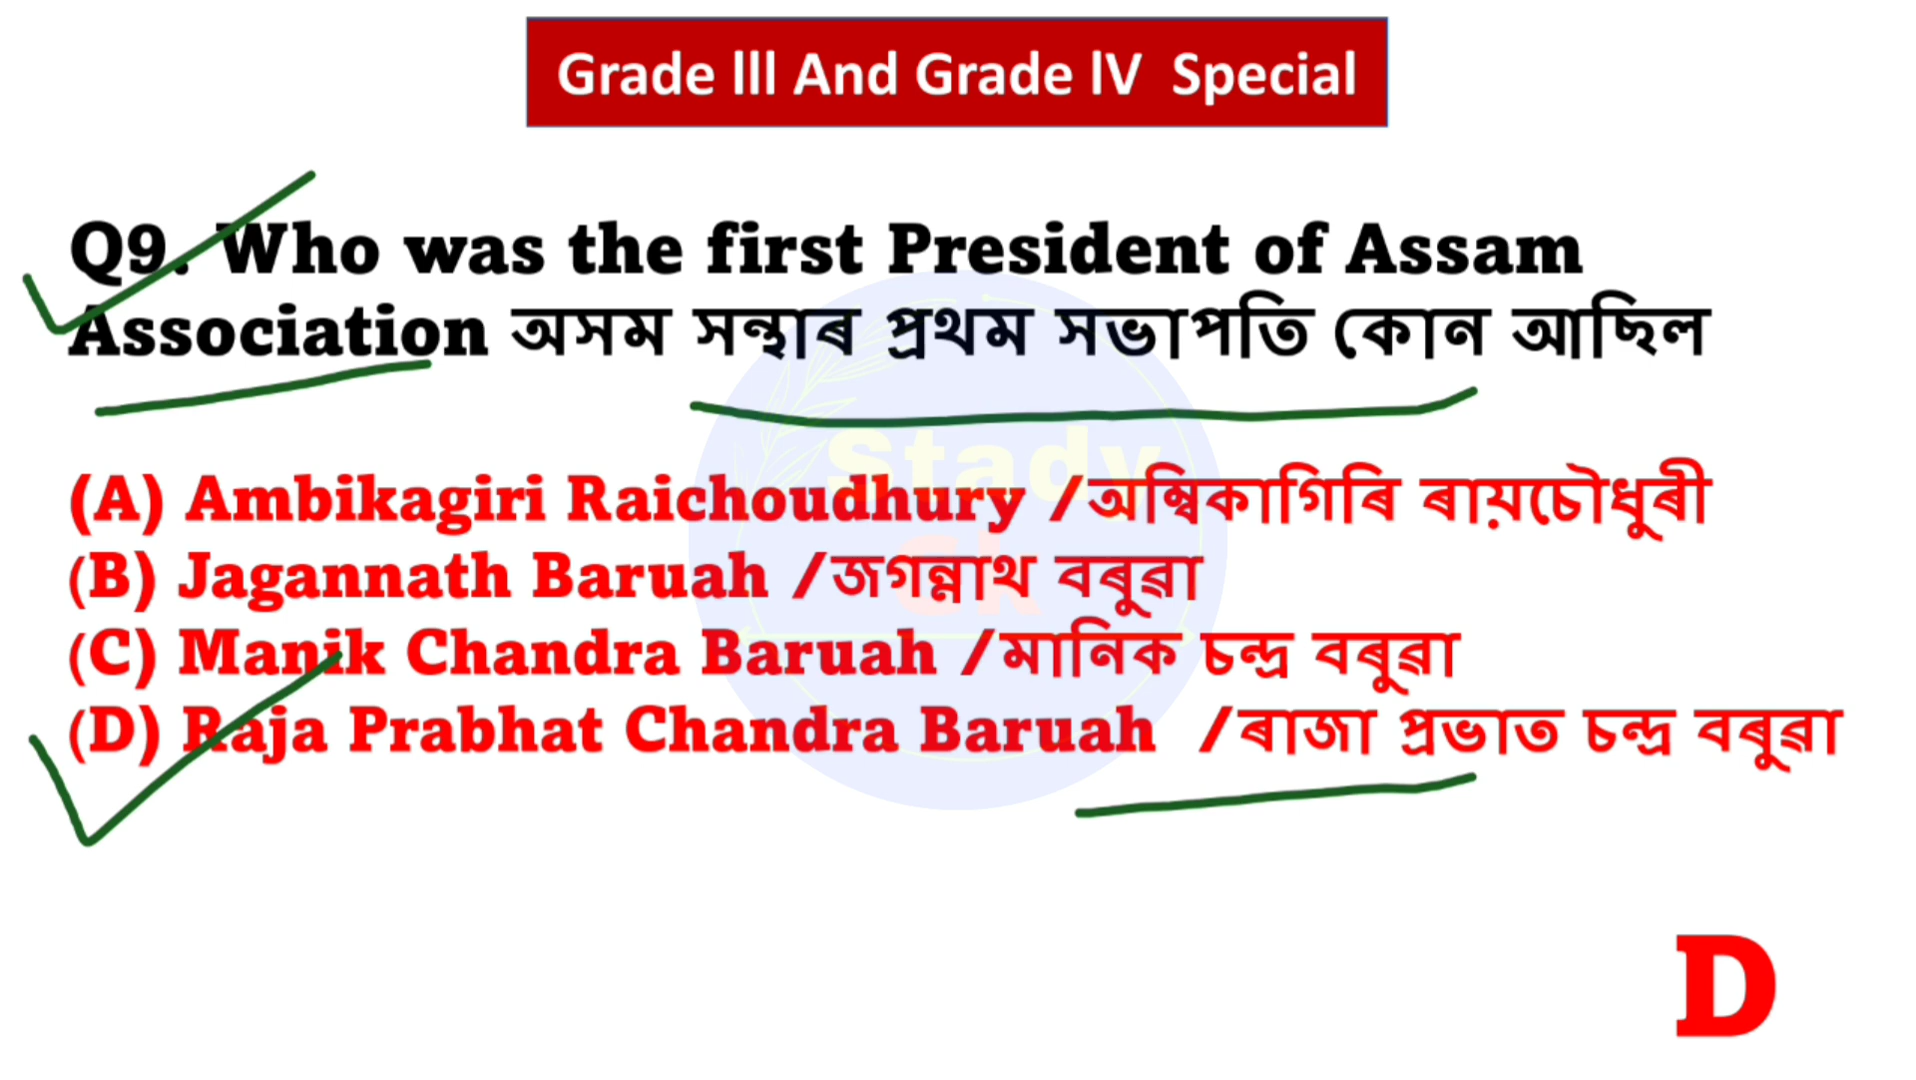 Grade lll And Grade lV Special
Q9. Who was the first President of Assam
Association অসম সন্থাৰ প্ৰথম সভাপতি কোন আছিল
Stady
Gk
(A) Ambikagiri Raichoudhury /অম্বিকাগিৰি ৰায়চৌধুৰী
(B) Jagannath Baruah /জগন্নাথ বৰুৱা
(C) Manik Chandra Baruah /মানিক চন্দ্ৰ বৰুৱা
(D) Raja Prabhat Chandra Baruah /ৰাজা প্ৰভাত চন্দ্ৰ বৰুৱা
D